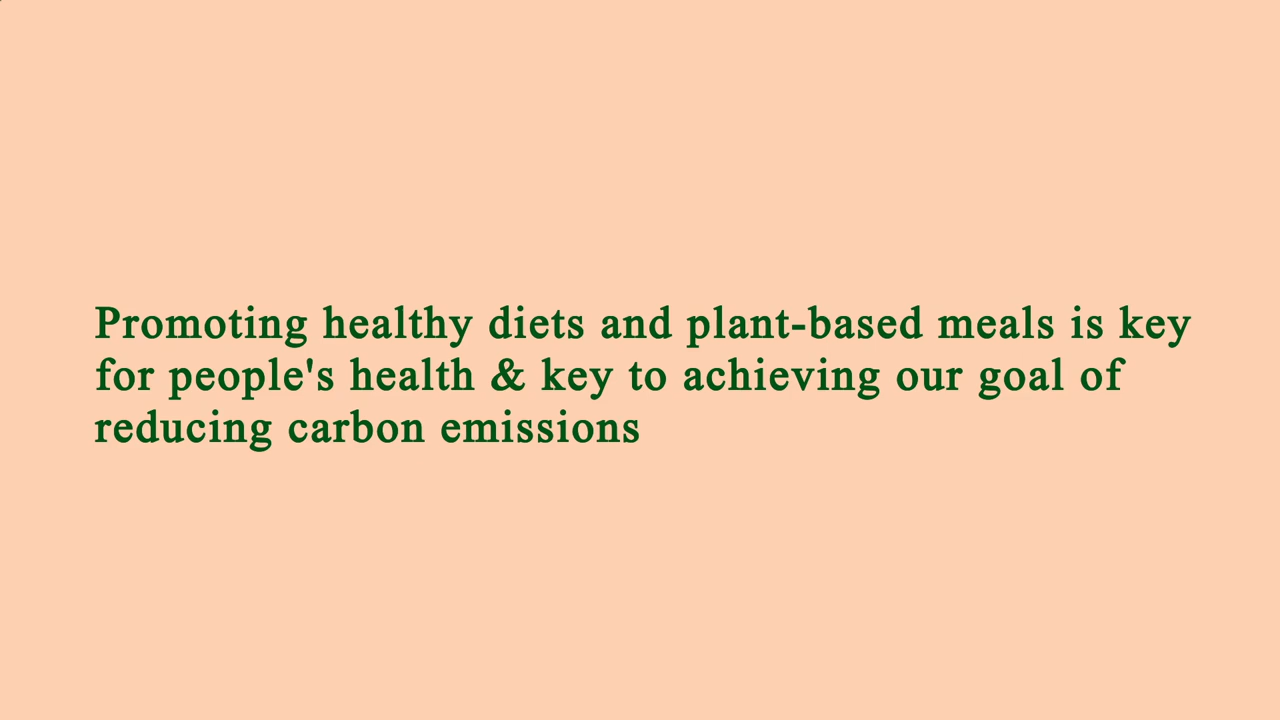 Promoting healthy diets and plant-based meals is key
for people's health & key to achieving our goal of
reducing carbon emissions